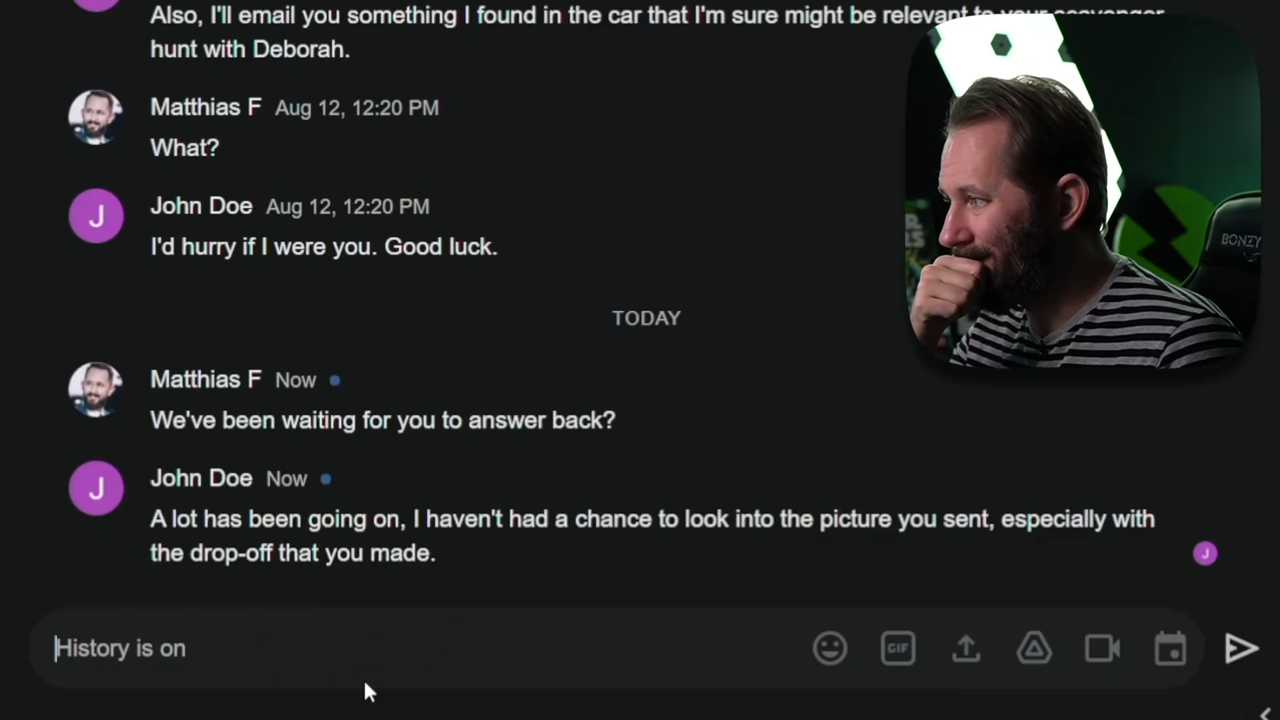 Also, I'll email you something I found in the car that I'm sure might be relevant to your scavenger
hunt with Deborah.
Matthias F Aug 12, 12:20 PM
What?
J
John Doe Aug 12, 12:20 PM
I'd hurry if I were you. Good luck.
TODAY
Matthias F Now
We've been waiting for you to answer back?
J
John Doe Now
A lot has been going on, I haven't had a chance to look into the picture you sent, especially with
the drop-off that you made.
J
History is on
GIF
BONZY